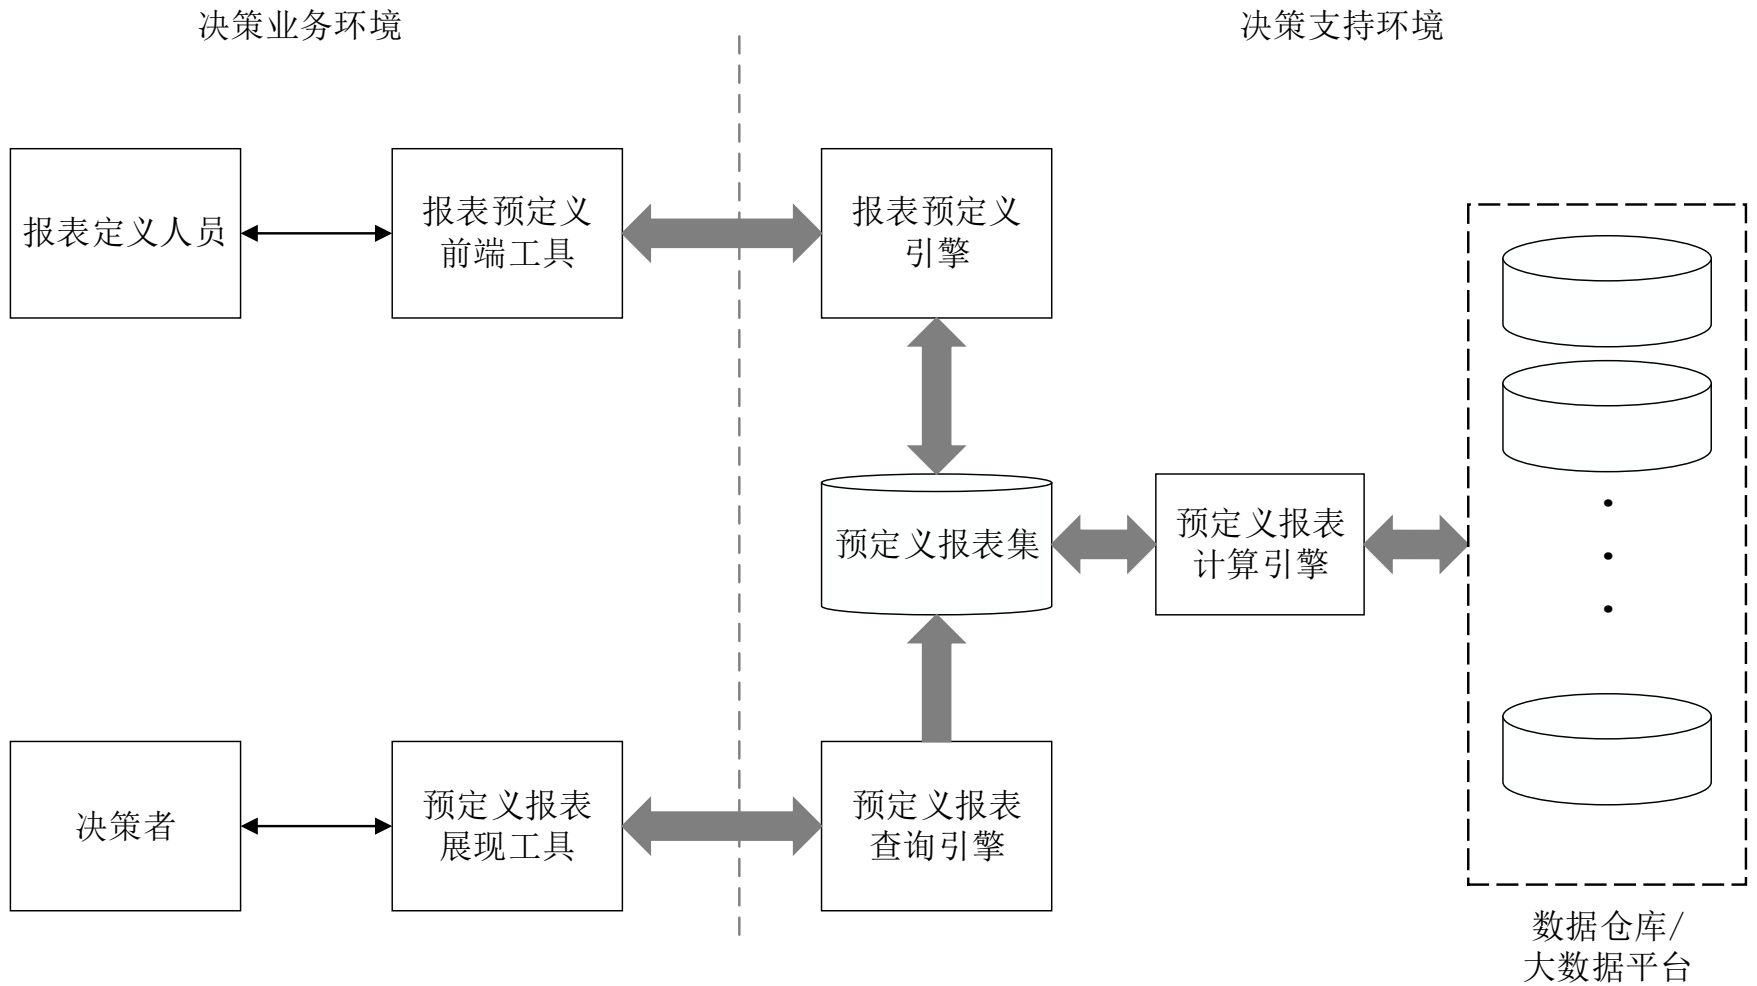 决策业务环境
决策支持环境
报表定义人员
报表预定义
前端工具
报表预定义
引擎
预定义报表集
预定义报表
计算引擎
决策者
预定义报表
展现工具
预定义报表
查询引擎
数据仓库/
大数据平台